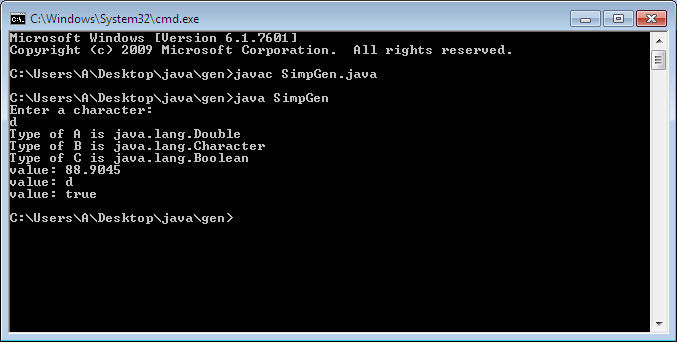 C:\Windows\System32\cmd.exe
Microsoft Windows [Version 6.1.7601]
Copyright (c) 2009 Microsoft Corporation.  All rights reserved.
C:\Users\A\Desktop\java\gen>javac SimpGen.java
C:\Users\A\Desktop\java\gen>java SimpGen
Enter a character:
d
Type of A is java.lang.Double
Type of B is java.lang.Character
Type of C is java.lang.Boolean
value: 88.9045
value: d
value: true
C:\Users\A\Desktop\java\gen>